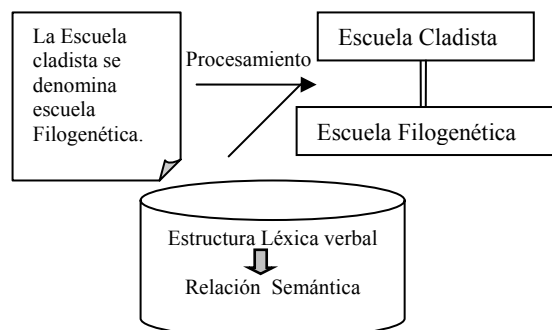 La Escuela
cladista se
denomina
escuela
Filogenética.
Procesamiento
Escuela Cladista
Escuela Filogenética
Estructura Léxica verbal
Relación Semántica